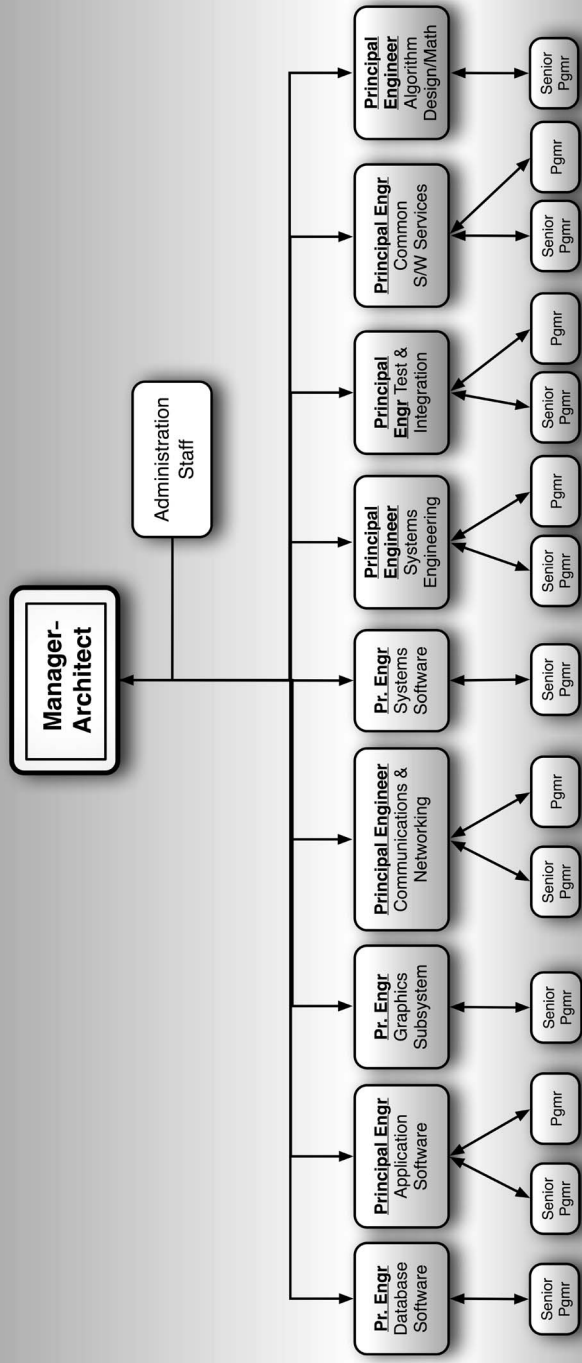 Manager-
Architect
Administration
Staff
Pr. Engr
Database
Software
Principal Engr
Application
Software
Pr. Engr
Graphics
Subsystem
Principal Engineer
Communications &
Networking
Pr. Engr
Systems
Software
Principal
Engineer
Systems
Engineering
Principal
Engr Test &
Integration
Principal Engr
Common
S/W Services
Principal
Engineer
Algorithm
Design/Math
Senior
Pgmr
Senior
Pgmr
Pgmr
Senior
Pgmr
Senior
Pgmr
Pgmr
Senior
Pgmr
Senior
Pgmr
Pgmr
Senior
Pgmr
Pgmr
Senior
Pgmr
Pgmr
Senior
Pgmr